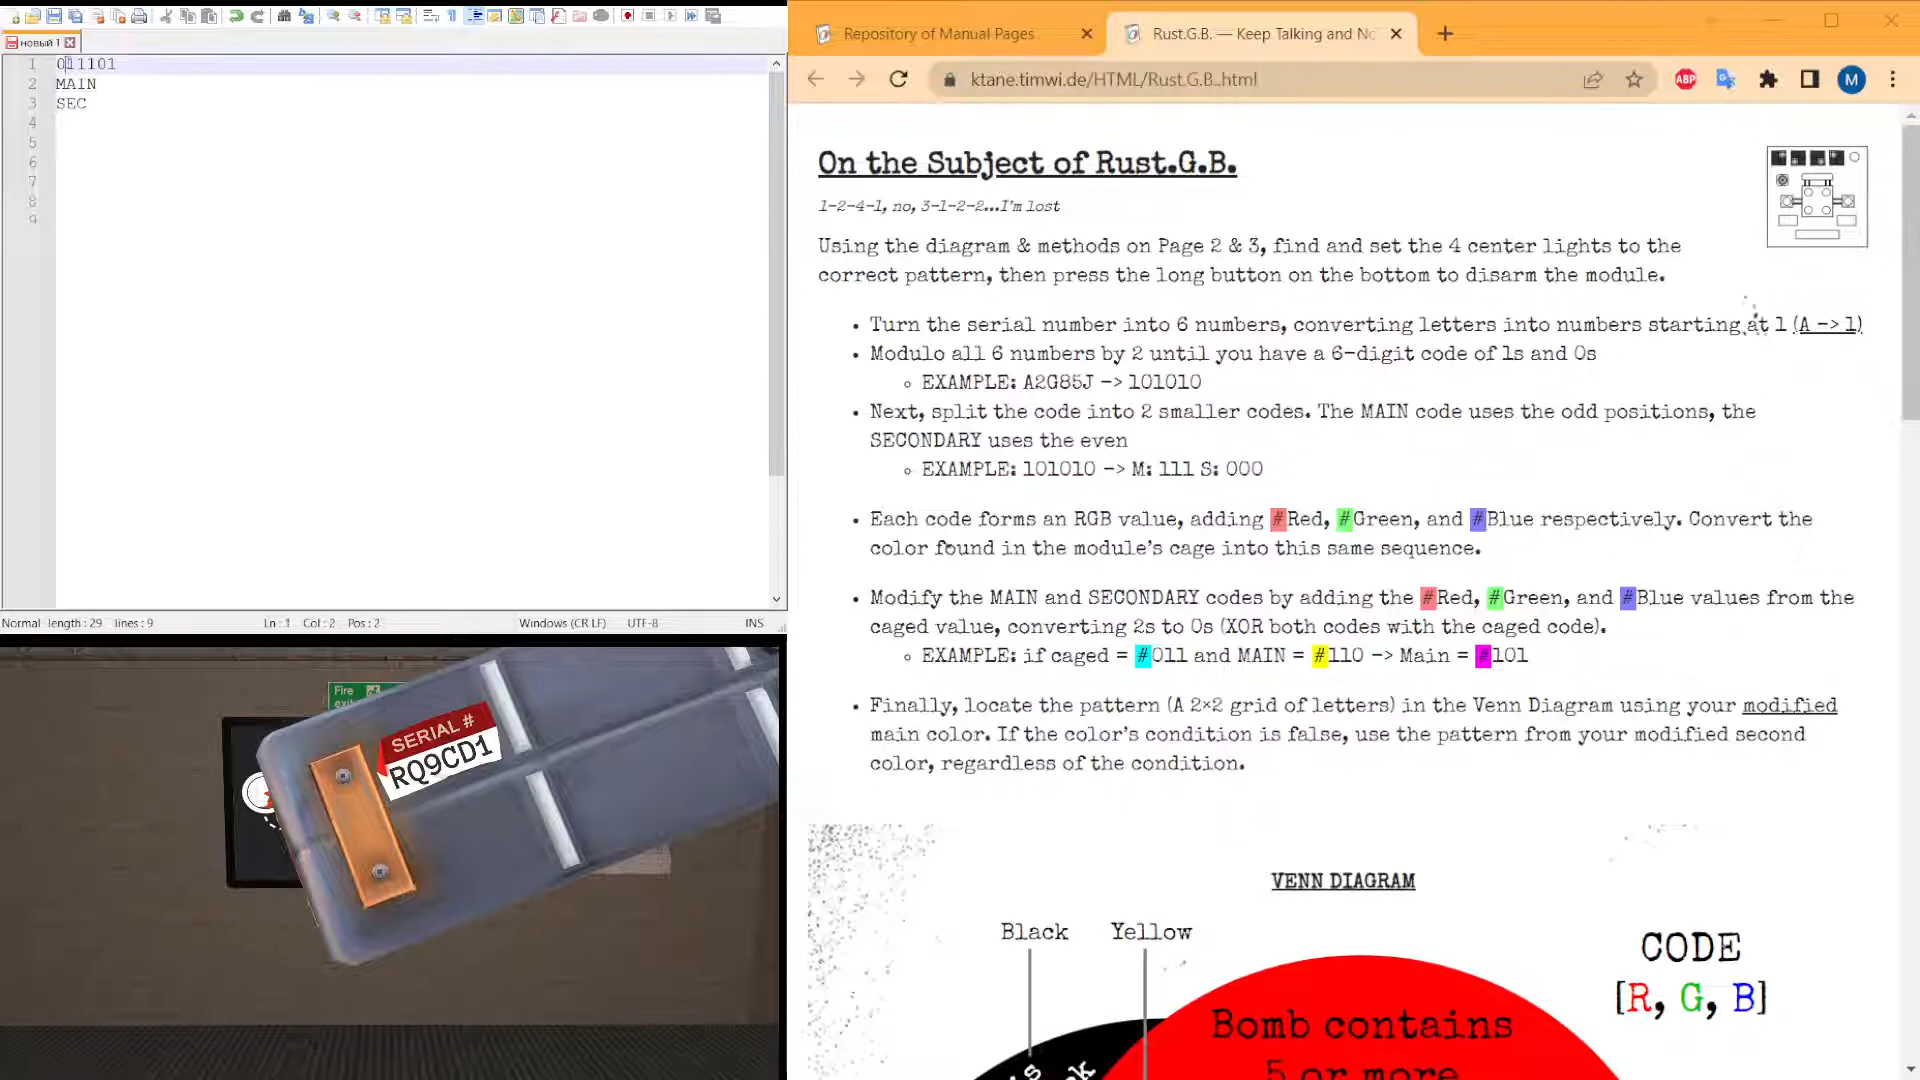 новый 1
1 011101
2 MAIN
3 SEC
4
5
6
7
8
9
Normal length : 29 lines : 9 Ln : 1 Col : 2 Pos : 2 Windows (CR LF) UTF-8 INS
Fire
exit
SERIAL #
RQ9CD1
Repository of Manual Pages
Rust.G.B. — Keep Talking and No
ktane.timwi.de/HTML/Rust.G.B..html
ABP
M
On the Subject of Rust.G.B.
1-2-4-1, no, 3-1-2-2...I'm lost
Using the diagram & methods on Page 2 & 3, find and set the 4 center lights to the
correct pattern, then press the long button on the bottom to disarm the module.
• Turn the serial number into 6 numbers, converting letters into numbers starting at 1 (A -> 1)
• Modulo all 6 numbers by 2 until you have a 6-digit code of 1s and 0s
EXAMPLE: A2G85J -> 101010
• Next, split the code into 2 smaller codes. The MAIN code uses the odd positions, the
SECONDARY uses the even
EXAMPLE: 101010 -> M: 111 S: 000
• Each code forms an RGB value, adding #Red, #Green, and #Blue respectively. Convert the
color found in the module's cage into this same sequence.
• Modify the MAIN and SECONDARY codes by adding the #Red, #Green, and #Blue values from the
caged value, converting 2s to 0s (XOR both codes with the caged code).
EXAMPLE: if caged = #011 and MAIN = #110 -> Main = #101
• Finally, locate the pattern (A 2×2 grid of letters) in the Venn Diagram using your modified
main color. If the color's condition is false, use the pattern from your modified second
color, regardless of the condition.
VENN DIAGRAM
Black Yellow
CODE
[R, G, B]
Bomb contains
5 or more